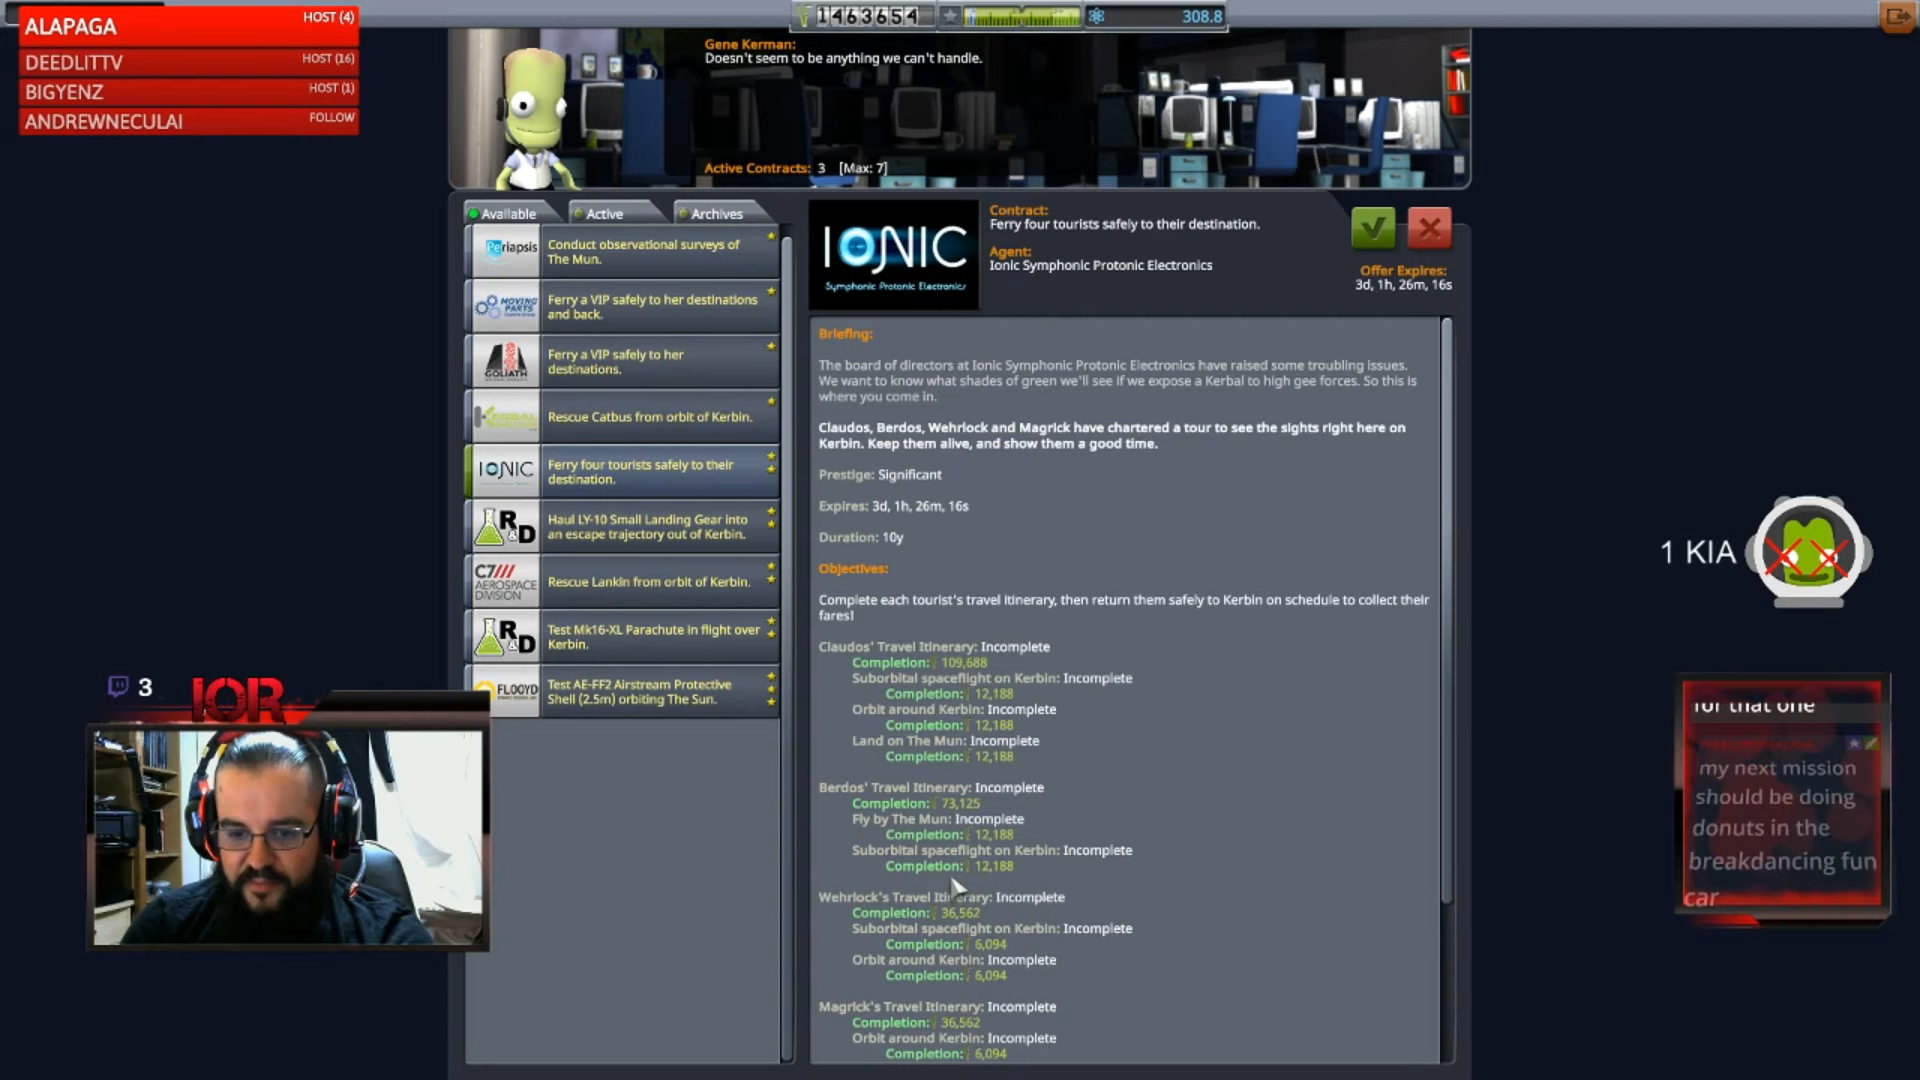 ALAPAGA HOST (4)
DEEDLITTV HOST (16)
BIGYENZ HOST (1)
ANDREWNECULAI FOLLOW
1463654
308.8
Gene Kerman:
Doesn't seem to be anything we can't handle.
Active Contracts: 3 [Max: 7]
Available Active Archives
Periapsis
Conduct observational surveys of
The Mun.
MOVING
PARTS
Ferry a VIP safely to her destinations
and back.
GOLIATH
Ferry a VIP safely to her
destinations.
Rescue Catbus from orbit of Kerbin.
IONIC
Ferry four tourists safely to their
destination.
R&D
Haul LY-10 Small Landing Gear into
an escape trajectory out of Kerbin.
C7///
AEROSPACE
DIVISION
Rescue Lankin from orbit of Kerbin.
R&D
Test Mk16-XL Parachute in flight over
Kerbin.
FLOOYD
Test AE-FF2 Airstream Protective
Shell (2.5m) orbiting The Sun.
IONIC
Symphonic Protonic Electronics
Contract:
Ferry four tourists safely to their destination.
Agent:
Ionic Symphonic Protonic Electronics
Offer Expires:
3d, 1h, 26m, 16s
Briefing:
The board of directors at Ionic Symphonic Protonic Electronics have raised some troubling issues.
We want to know what shades of green we'll see if we expose a Kerbal to high gee forces. So this is
where you come in.
Claudos, Berdos, Wehrlock and Magrick have chartered a tour to see the sights right here on
Kerbin. Keep them alive, and show them a good time.
Prestige: Significant
Expires: 3d, 1h, 26m, 16s
Duration: 10y
Objectives:
Complete each tourist's travel itinerary, then return them safely to Kerbin on schedule to collect their
fares!
Claudos' Travel Itinerary: Incomplete
Completion: 109,688
Suborbital spaceflight on Kerbin: Incomplete
Completion: 12,188
Orbit around Kerbin: Incomplete
Completion: 12,188
Land on The Mun: Incomplete
Completion: 12,188
Berdos' Travel Itinerary: Incomplete
Completion: 73,125
Fly by The Mun: Incomplete
Completion: 12,188
Suborbital spaceflight on Kerbin: Incomplete
Completion: 12,188
Wehrlock's Travel Itinerary: Incomplete
Completion: 36,562
Suborbital spaceflight on Kerbin: Incomplete
Completion: 6,094
Orbit around Kerbin: Incomplete
Completion: 6,094
Magrick's Travel Itinerary: Incomplete
Completion: 36,562
Orbit around Kerbin: Incomplete
Completion: 6,094
1 KIA
3
IOR
for that one
my next mission
should be doing
donuts in the
breakdancing fun
car